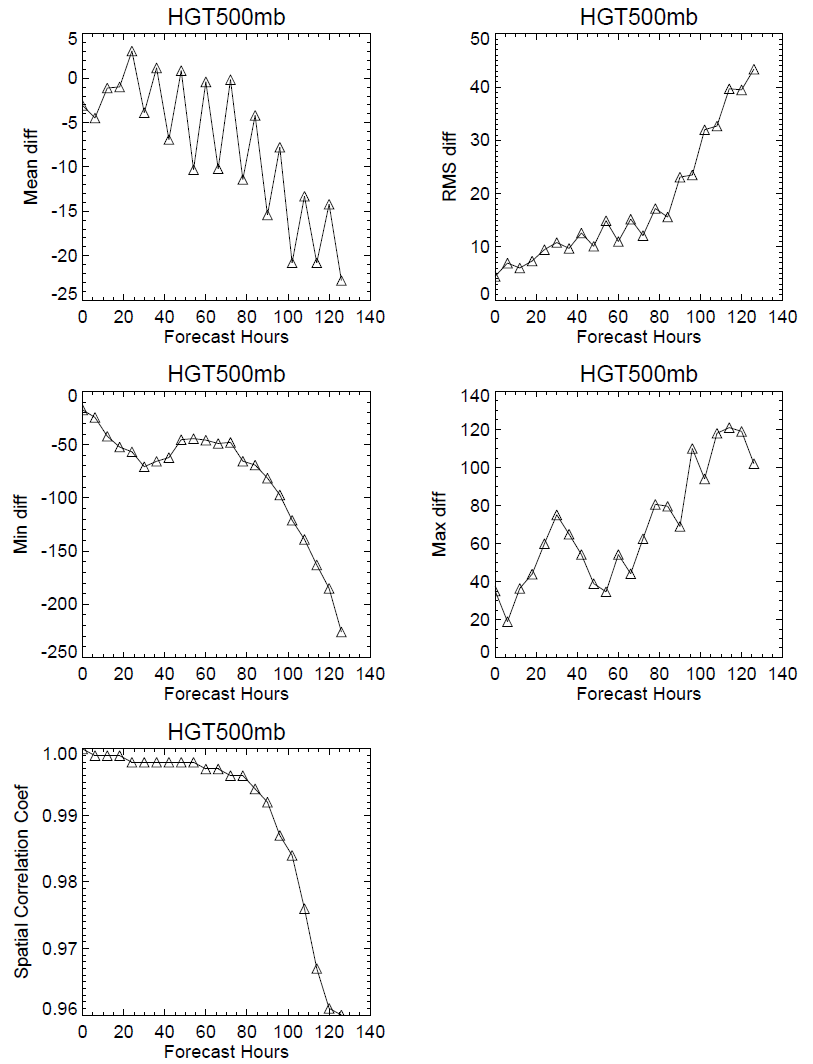 HGT500mb
HGT500mb
5
0
-5
-10
-15
-20
-25
Mean diff
0 20 40 60 80 100 120 140
Forecast Hours
50
40
30
20
10
0
RMS diff
0 20 40 60 80 100 120 140
Forecast Hours
HGT500mb
HGT500mb
-0
-50
-100
-150
-200
-250
Min diff
0 20 40 60 80 100 120 140
Forecast Hours
140
120
100
80
60
40
20
0
Max diff
0 20 40 60 80 100 120 140
Forecast Hours
HGT500mb
1.00
0.99
0.98
0.97
0.96
Spatial Correlation Coef
0 20 40 60 80 100 120 140
Forecast Hours